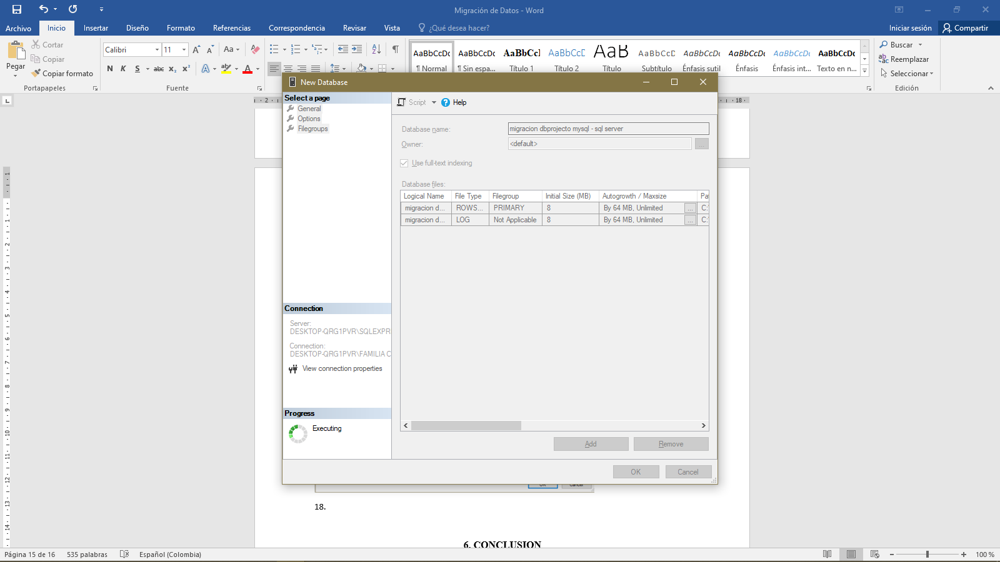 Migración de Datos - Word
Archivo Inicio Insertar Diseño Formato Referencias Correspondencia Revisar Vista ¿Qué desea hacer? Iniciar sesión Compartir
Pegar
Cortar
Copiar
Copiar formato
Portapapeles
Calibri 11
N K S abc x₂ x²
Fuente
AaBbCcDc AaBbCcDc AaBbCcI AaBbCcD AaB AaBbCcD AaBbCcDc AaBbCcDc AaBbCcDc AaBbCcDc
¶ Normal ¶ Sin espa... Título 1 Título 2 Título Subtítulo Énfasis sutil Énfasis Énfasis int... Texto en n...
Buscar
Reemplazar
Seleccionar
Edición
New Database
Select a page
General
Options
Filegroups
Script Help
Database name: migracion dbprojecto mysql - sql server
Owner: <default> ...
Use full-text indexing
Database files:
Logical Name File Type Filegroup Initial Size (MB) Autogrowth / Maxsize Pa
migracion d... ROWS... PRIMARY 8 By 64 MB, Unlimited ... C:\
migracion d... LOG Not Applicable 8 By 64 MB, Unlimited ... C:\
Connection
Server:
DESKTOP-QRG1PVR\SQLEXPR
Connection:
DESKTOP-QRG1PVR\FAMILIA C
View connection properties
Progress
Executing
Add Remove
OK Cancel
18.
6. CONCLUSION
Página 15 de 16 535 palabras Español (Colombia) 100 %